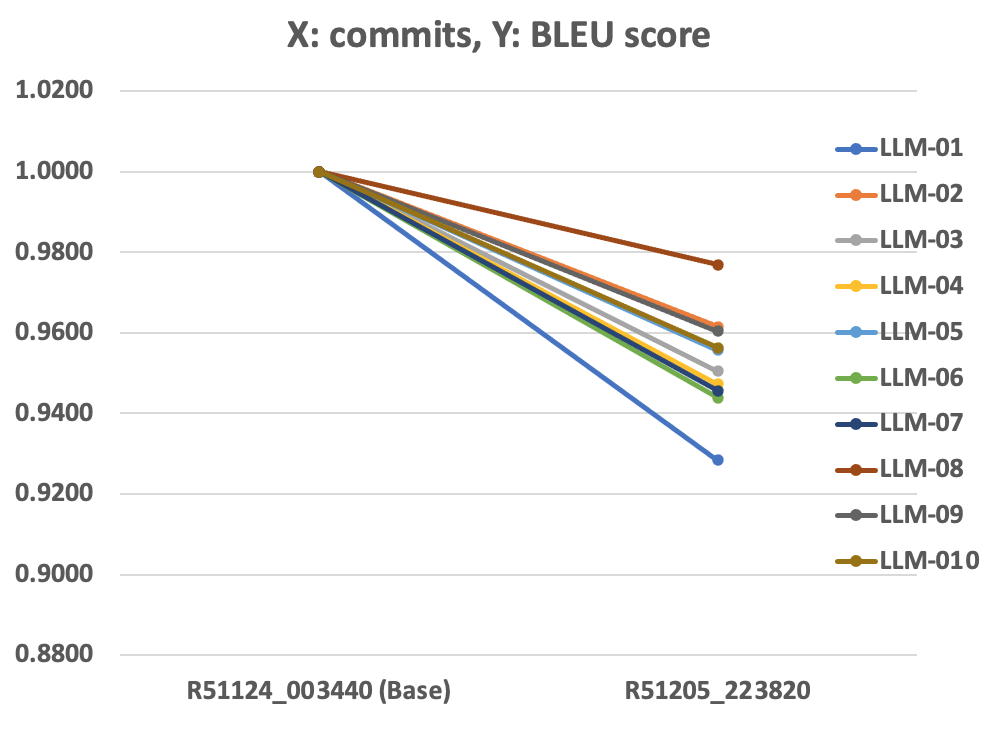 X: commits, Y: BLEU score
1.0200
1.0000
0.9800
0.9600
0.9400
0.9200
0.9000
0.8800
R51124_003440 (Base)
R51205_223820
LLM-01
LLM-02
LLM-03
LLM-04
LLM-05
LLM-06
LLM-07
LLM-08
LLM-09
LLM-010